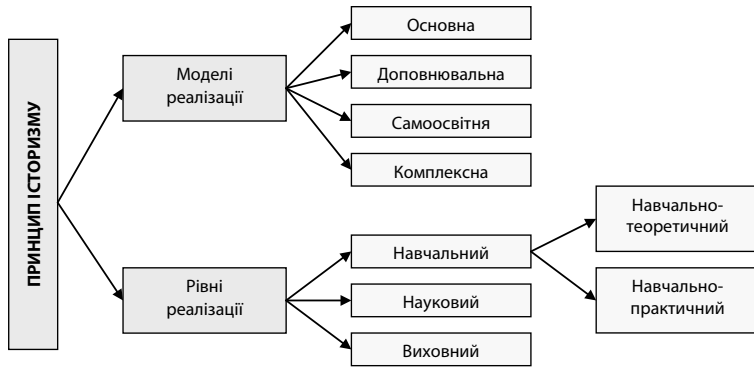 ПРИНЦИП ІСТОРИЗМУ
Моделі
реалізації
Основна
Доповнювальна
Самоосвітня
Комплексна
Рівні
реалізації
Навчальний
Науковий
Виховний
Навчально-
теоретичний
Навчально-
практичний